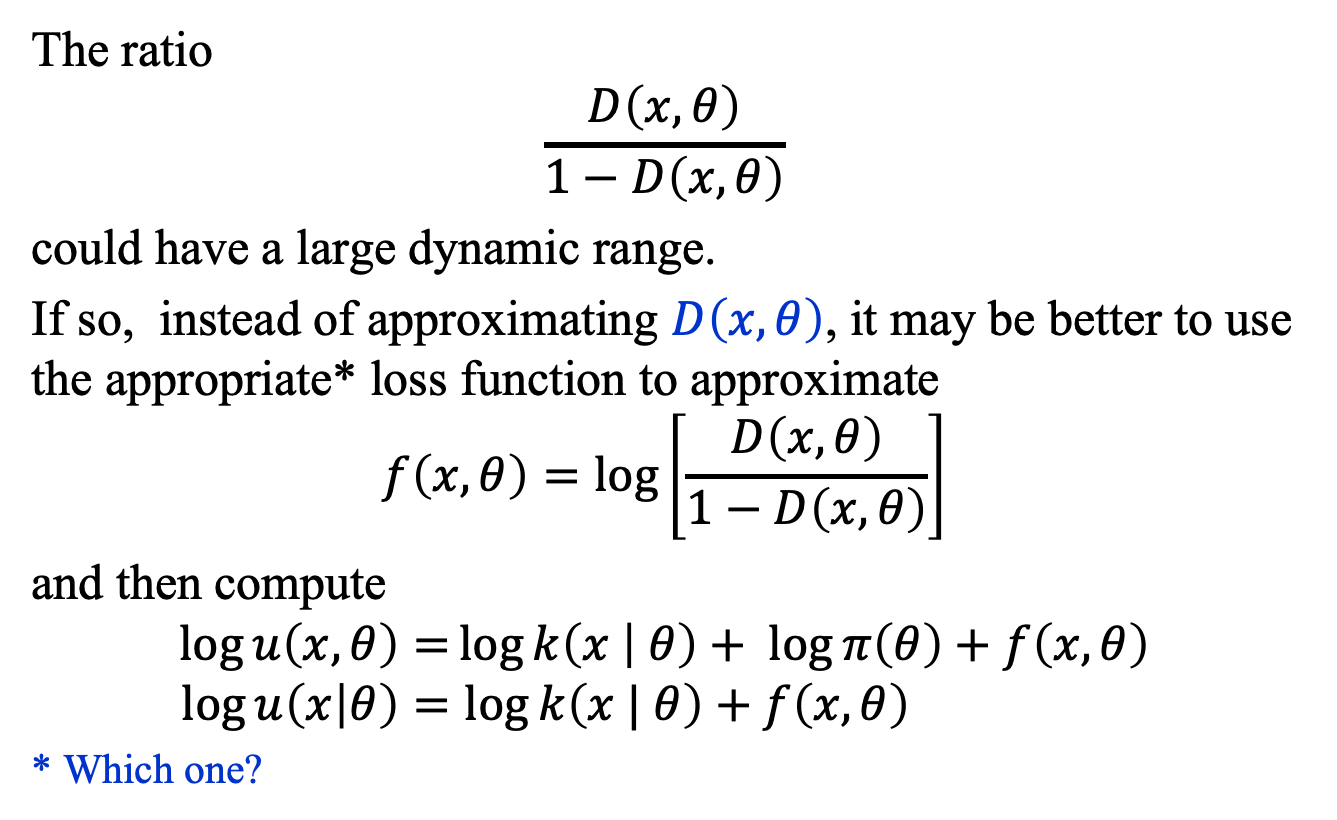 The ratio
D(x, θ)
1 − D(x, θ)
could have a large dynamic range.
If so, instead of approximating D(x, θ), it may be better to use
the appropriate* loss function to approximate
f(x, θ) = log [ D(x, θ) / 1 − D(x, θ) ]
and then compute
log u(x, θ) = log k(x | θ) + log π(θ) + f(x, θ)
log u(x|θ) = log k(x | θ) + f(x, θ)
* Which one?